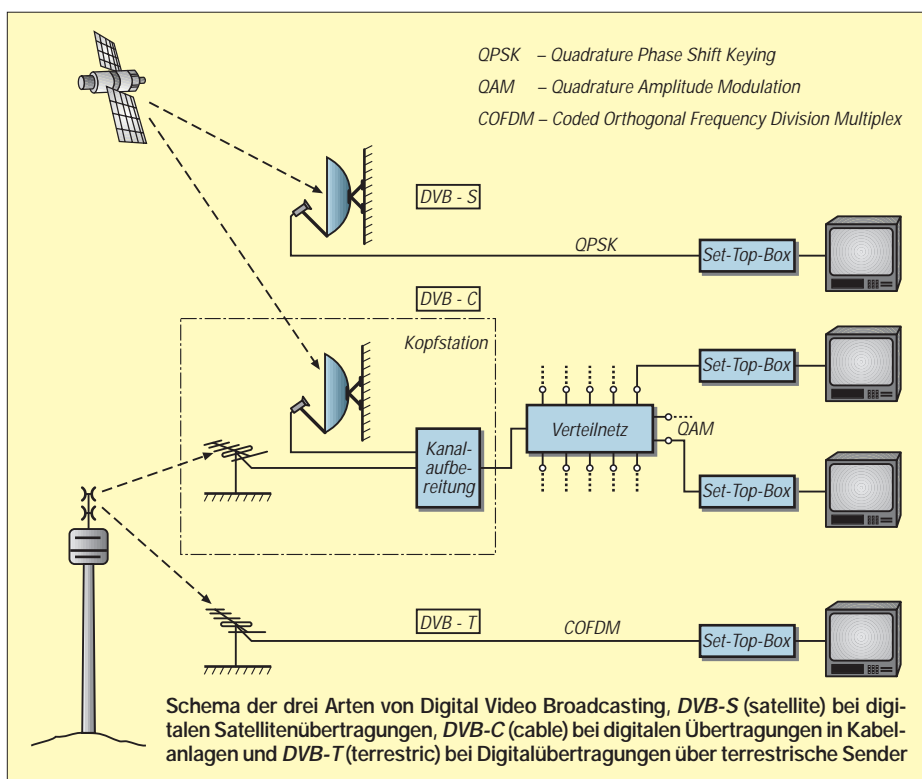 QPSK – Quadrature Phase Shift Keying
QAM – Quadrature Amplitude Modulation
COFDM – Coded Orthogonal Frequency Division Multiplex
DVB - S
QPSK
Set-Top-Box
DVB - C
Kopfstation
Set-Top-Box
Verteilnetz
QAM
Kanal-
aufbe-
reitung
Set-Top-Box
DVB - T
COFDM
Set-Top-Box
Schema der drei Arten von Digital Video Broadcasting, DVB-S (satellite) bei digi-
talen Satellitenübertragungen, DVB-C (cable) bei digitalen Übertragungen in Kabel-
anlagen und DVB-T (terrestric) bei Digitalübertragungen über terrestrische Sender